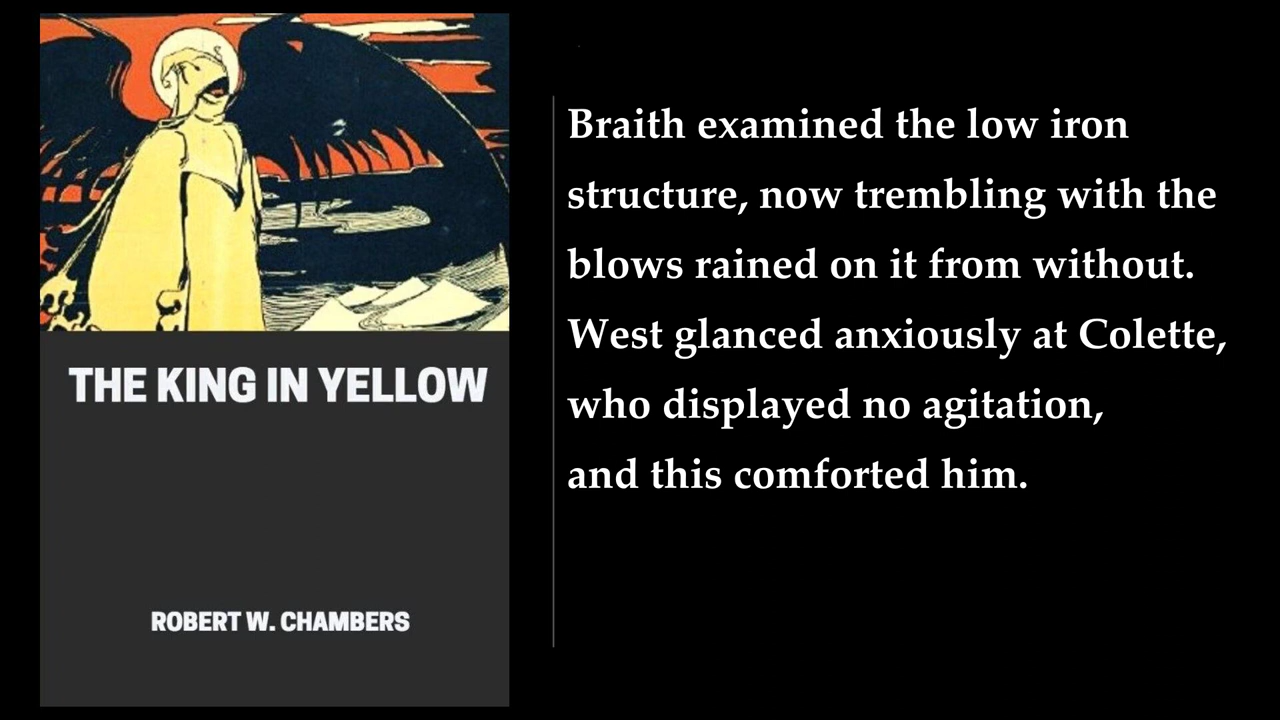 THE KING IN YELLOW
ROBERT W. CHAMBERS
Braith examined the low iron
structure, now trembling with the
blows rained on it from without.
West glanced anxiously at Colette,
who displayed no agitation,
and this comforted him.